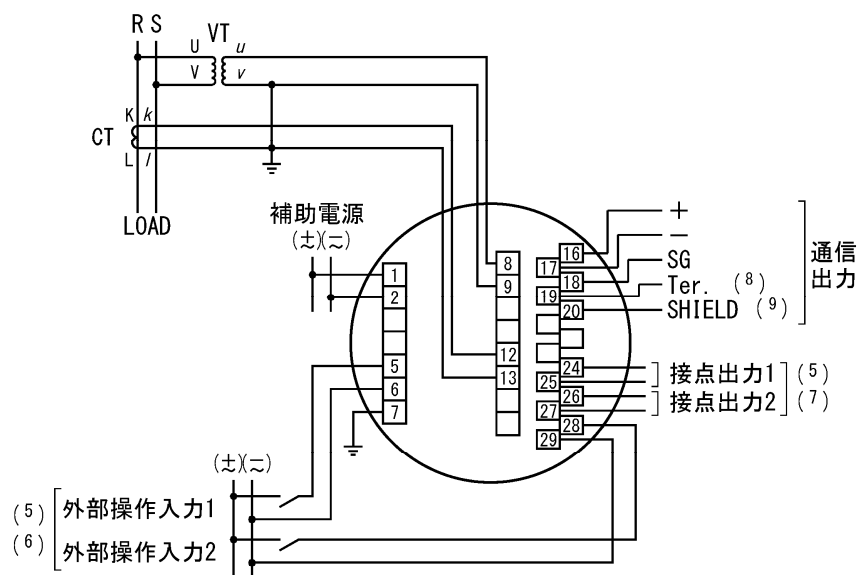 R S
VT
U u
V v
K k
CT
L l
LOAD
補助電源
(±)(∓)
1
2
5
6
7
8
9
12
13
16
17
18
19
20
24
25
26
27
28
29
+
−
SG
Ter. (8)
SHIELD (9)
通信
出力
接点出力1 (5)
接点出力2 (7)
(±)(∓)
(5) 外部操作入力1
(6) 外部操作入力2